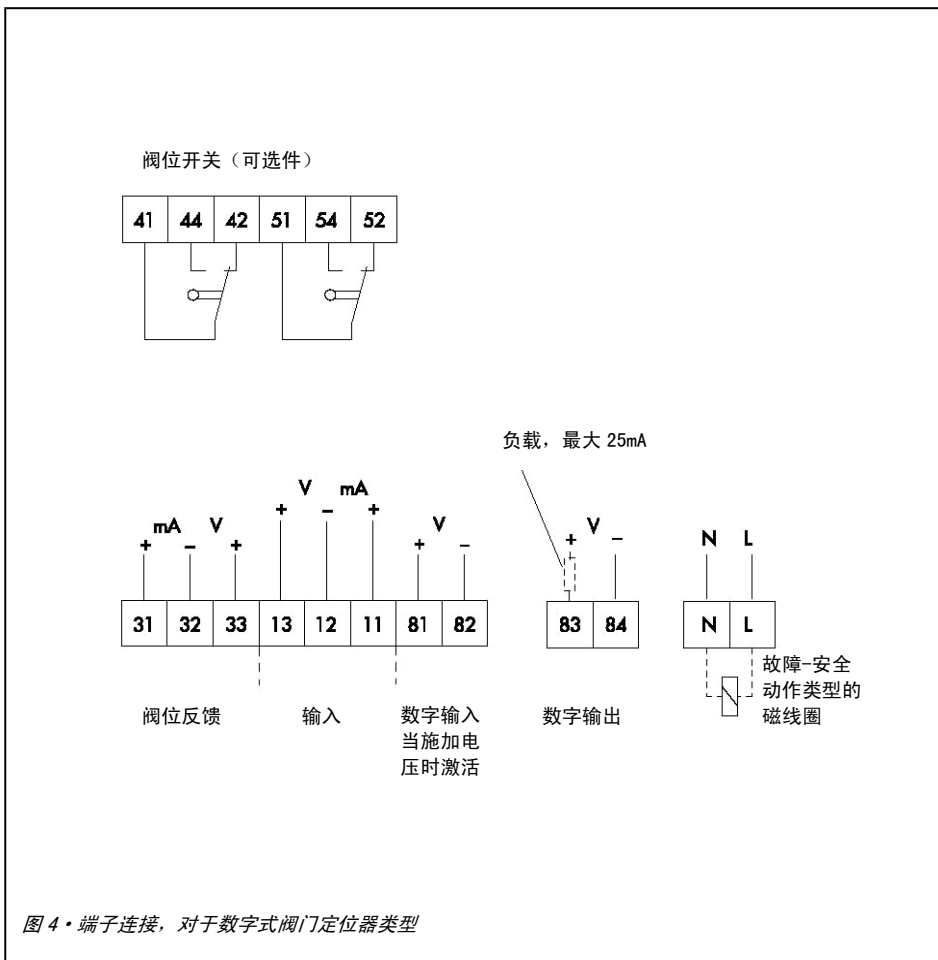 阀位开关（可选件）
41 44 42 51 54 52
负载，最大 25mA
mA V
+ − +
V mA
+ − +
V
+ −
+ V −
N L
31 32 33 13 12 11 81 82
83 84
N L
阀位反馈
输入
数字输入
当施加电
压时激活
数字输出
故障-安全
动作类型的
磁线圈
图 4·端子连接，对于数字式阀门定位器类型